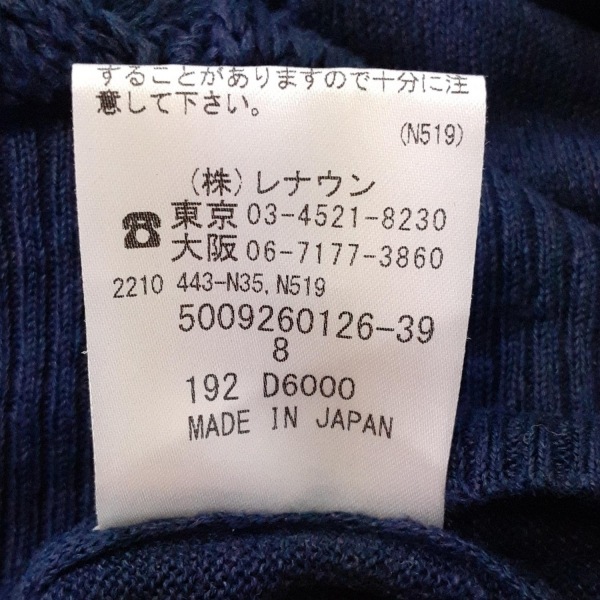 することがありますので十分に注
意して下さい。
(N519)
(株)レナウン
☎東京 03-4521-8230
大阪 06-7177-3860
2210 443-N35,N519
5009260126-39
8
192 D6000
MADE IN JAPAN